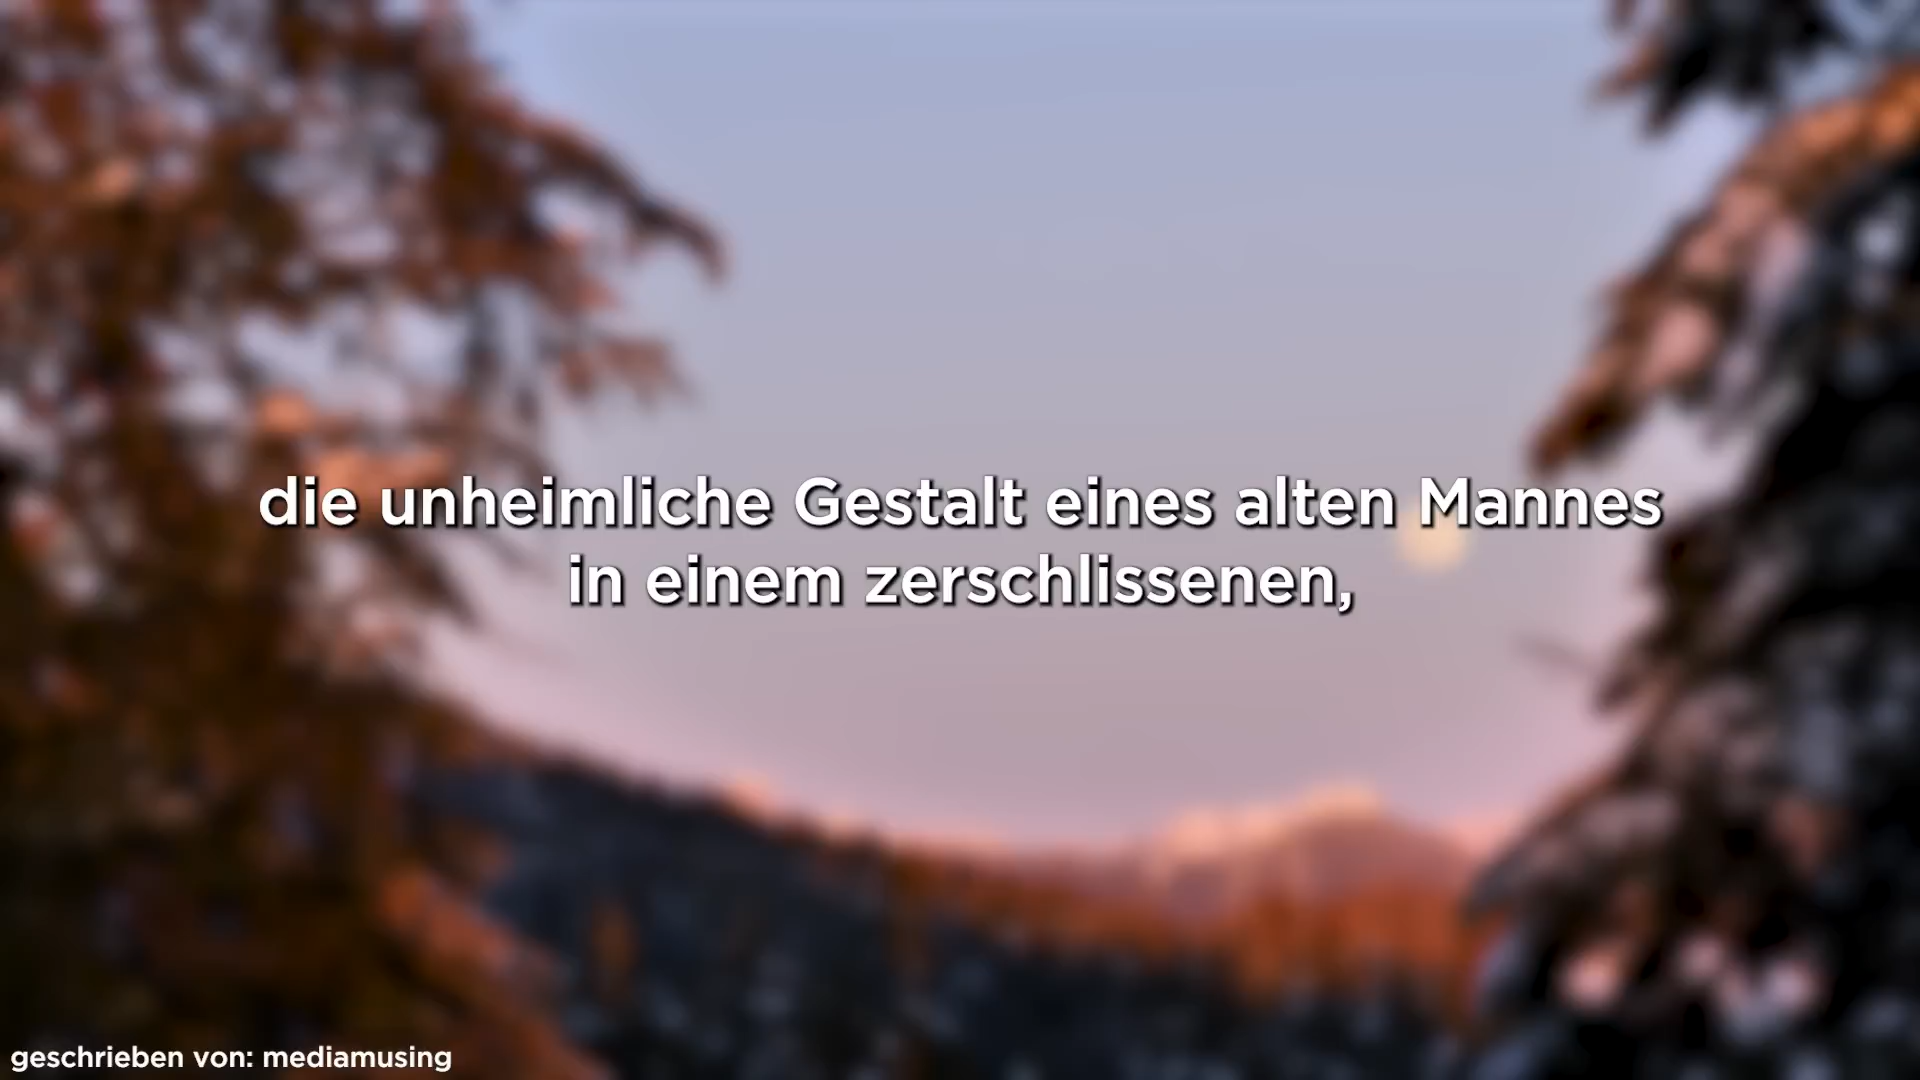 die unheimliche Gestalt eines alten Mannes
in einem zerschlissenen,
geschrieben von: mediamusing